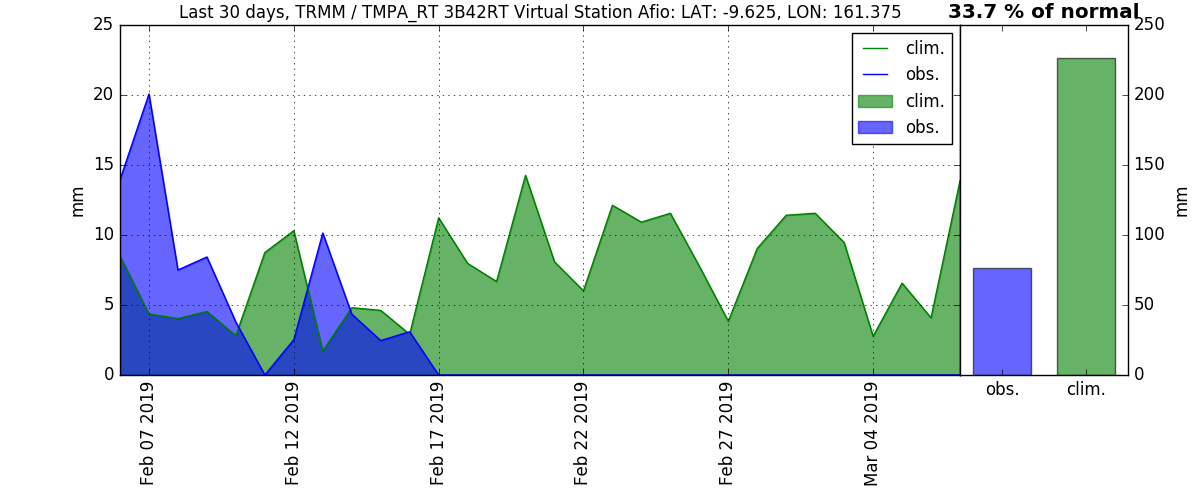 Last 30 days, TRMM / TMPA_RT 3B42RT Virtual Station Afio: LAT: -9.625, LON: 161.375
33.7 % of normal
25
20
15
10
5
0
mm
clim.
obs.
clim.
obs.
250
200
150
100
50
0
mm
obs.
clim.
Feb 07 2019
Feb 12 2019
Feb 17 2019
Feb 22 2019
Feb 27 2019
Mar 04 2019